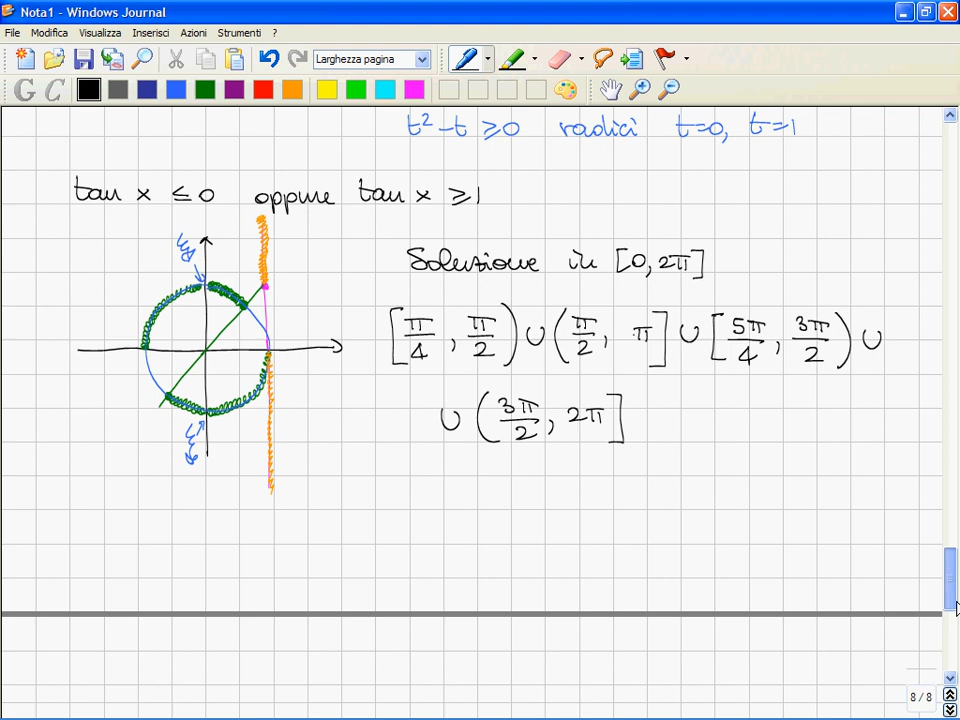 Nota1 - Windows Journal
File Modifica Visualizza Inserisci Azioni Strumenti ?
Larghezza pagina
t² - t ≥ 0 radici t=0, t=1
tan x ≤ 0 oppure tan x ≥ 1
Soluzione in [0, 2π]
[π/4, π/2) ∪ (π/2, π] ∪ [5π/4, 3π/2) ∪
∪ (3π/2, 2π]
8 / 8